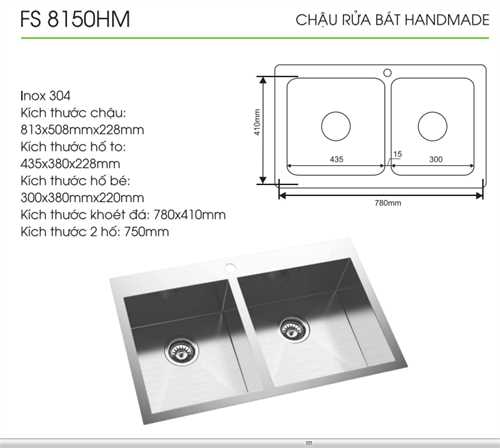 FS 8150HM
CHẬU RỬA BÁT HANDMADE
Inox 304
Kích thước chậu:
813x508mmx228mm
Kích thước hố to:
435x380x228mm
Kích thước hố bé:
300x380mmx220mm
Kích thước khoét đá: 780x410mm
Kích thước 2 hố: 750mm
410mm
435
15
300
780mm